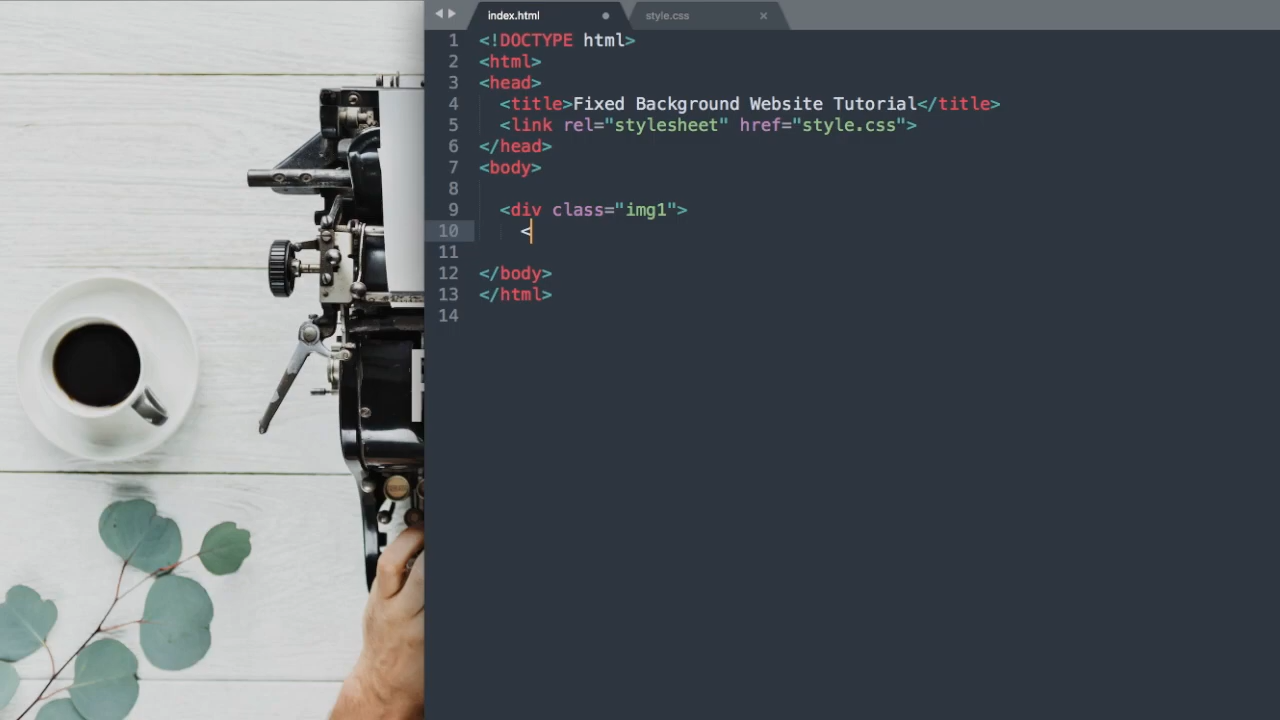 index.html
style.css
1 <!DOCTYPE html>
2 <html>
3 <head>
4 <title>Fixed Background Website Tutorial</title>
5 <link rel="stylesheet" href="style.css">
6 </head>
7 <body>
8
9 <div class="img1">
10 <
11
12 </body>
13 </html>
14